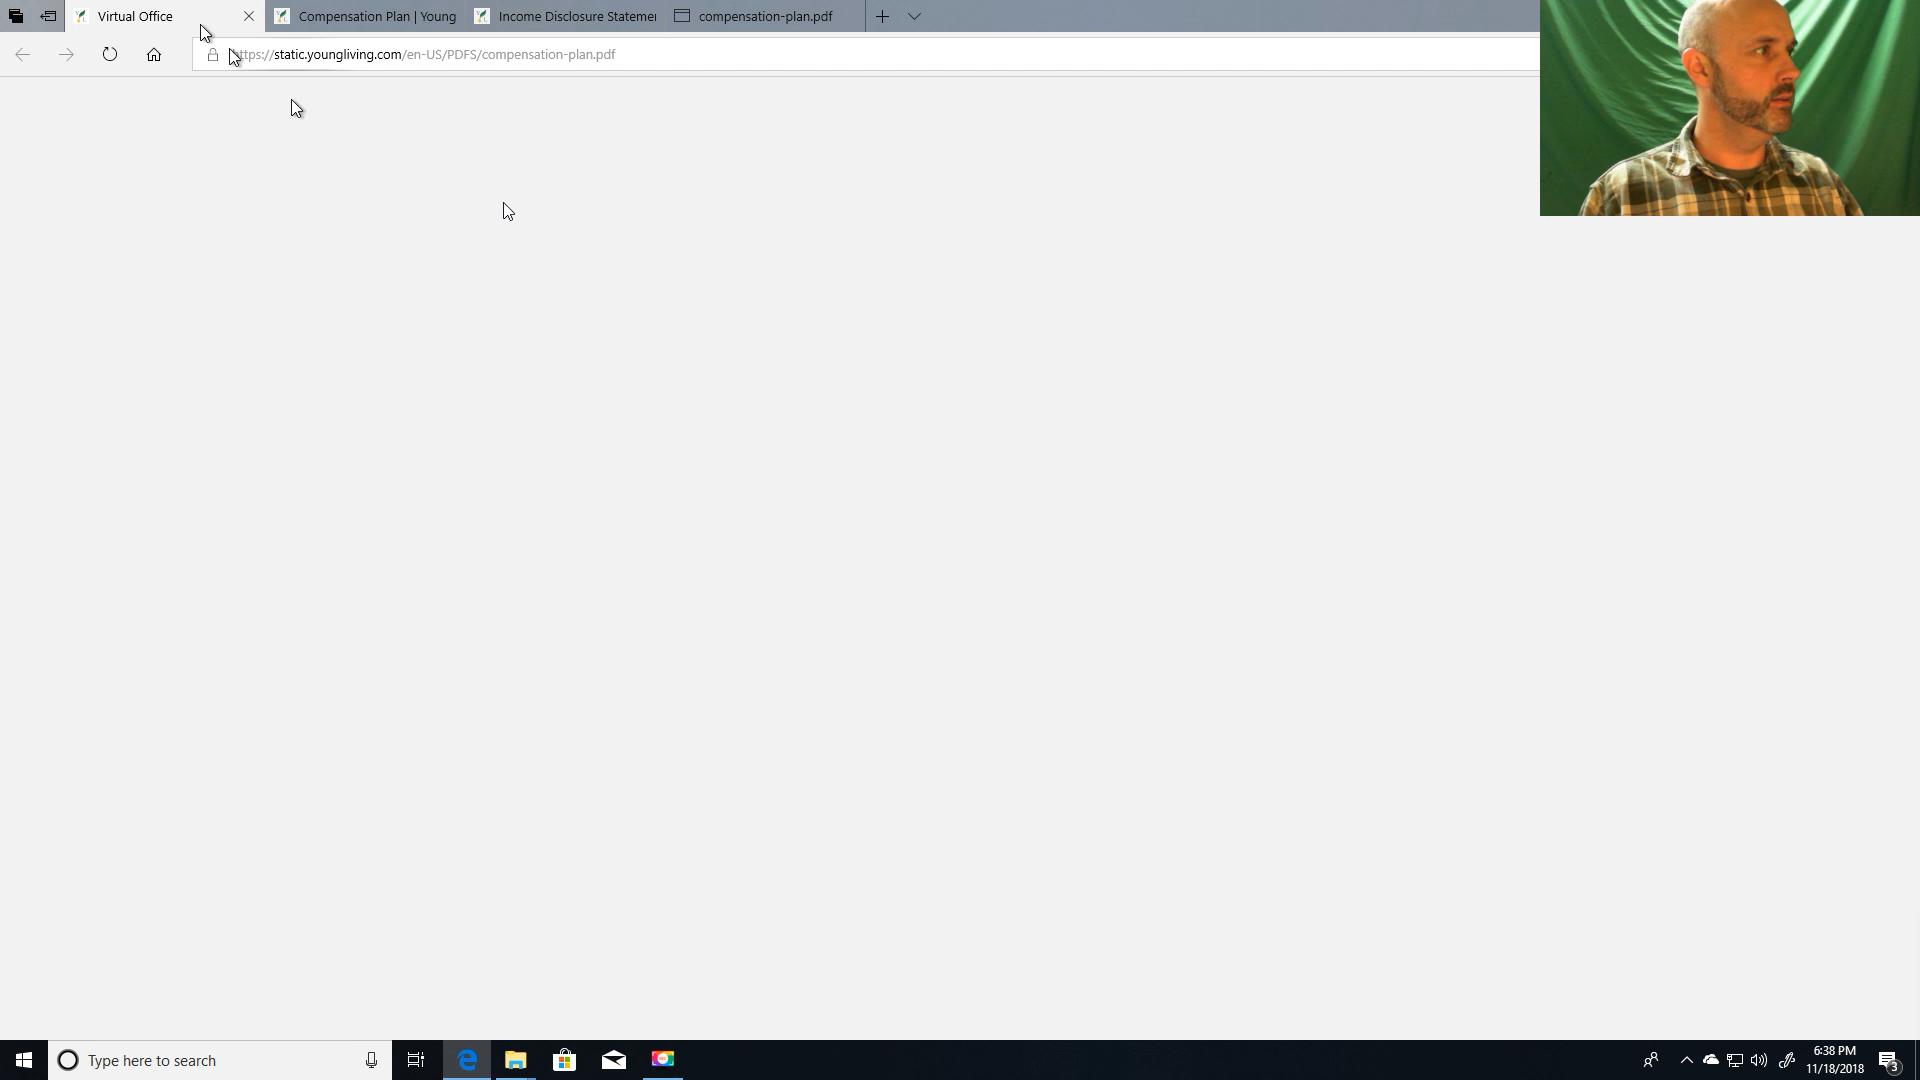 Virtual Office
Compensation Plan | Young
Income Disclosure Statemer
compensation-plan.pdf
https://static.youngliving.com/en-US/PDFS/compensation-plan.pdf
Type here to search
6:38 PM
11/18/2018
3